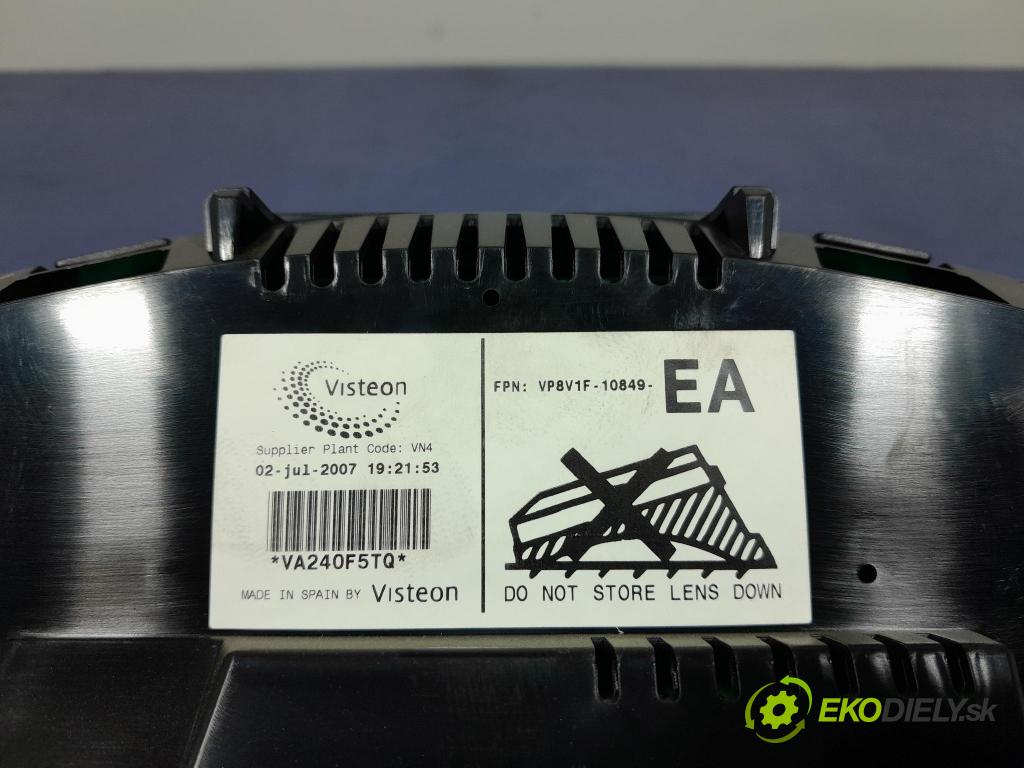 Visteon
Supplier Plant Code: VN4
02-jul-2007 19:21:53
*VA240F5TQ*
MADE IN SPAIN BY Visteon
FPN: VP8V1F-10849- EA
DO NOT STORE LENS DOWN
EKODIELY.sk